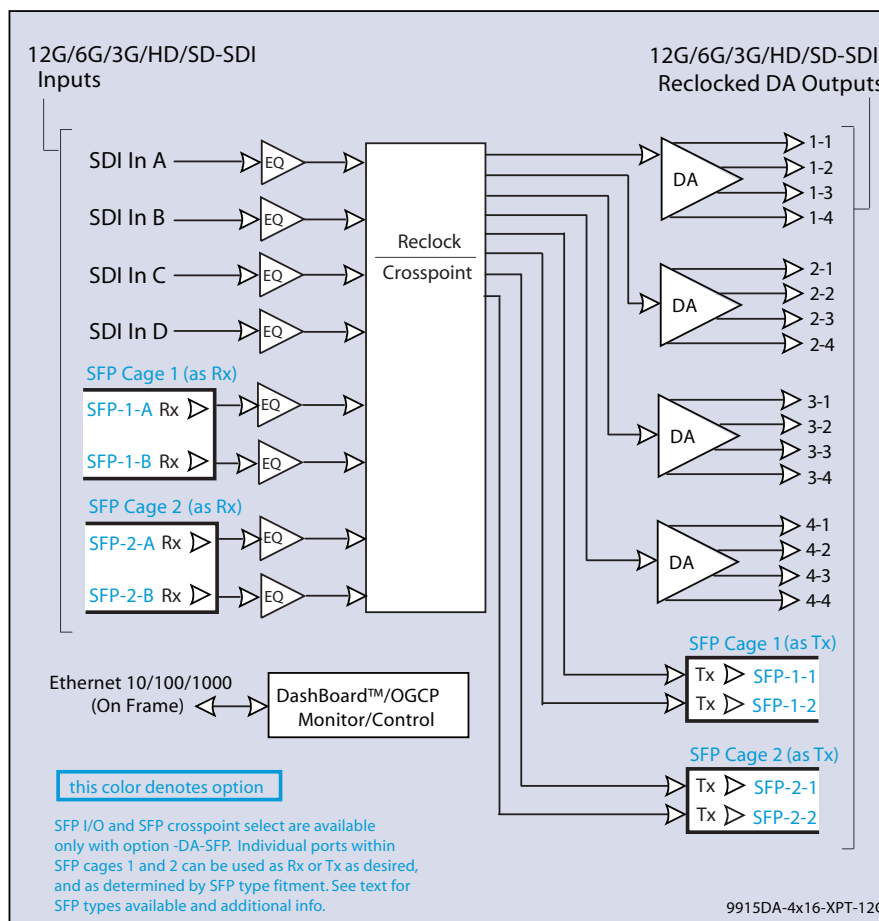 12G/6G/3G/HD/SD-SDI
Inputs
12G/6G/3G/HD/SD-SDI
Reclocked DA Outputs
SDI In A
EQ
SDI In B
EQ
SDI In C
EQ
SDI In D
EQ
SFP Cage 1 (as Rx)
SFP-1-A Rx
EQ
SFP-1-B Rx
EQ
SFP Cage 2 (as Rx)
SFP-2-A Rx
EQ
SFP-2-B Rx
EQ
Reclock
Crosspoint
DA
1-1
1-2
1-3
1-4
DA
2-1
2-2
2-3
2-4
DA
3-1
3-2
3-3
3-4
DA
4-1
4-2
4-3
4-4
SFP Cage 1 (as Tx)
Tx SFP-1-1
Tx SFP-1-2
SFP Cage 2 (as Tx)
Tx SFP-2-1
Tx SFP-2-2
Ethernet 10/100/1000
(On Frame)
DashBoard™/OGCP
Monitor/Control
this color denotes option
SFP I/O and SFP crosspoint select are available
only with option -DA-SFP. Individual ports within
SFP cages 1 and 2 can be used as Rx or Tx as desired,
and as determined by SFP type fitment. See text for
SFP types available and additional info.
9915DA-4x16-XPT-12G